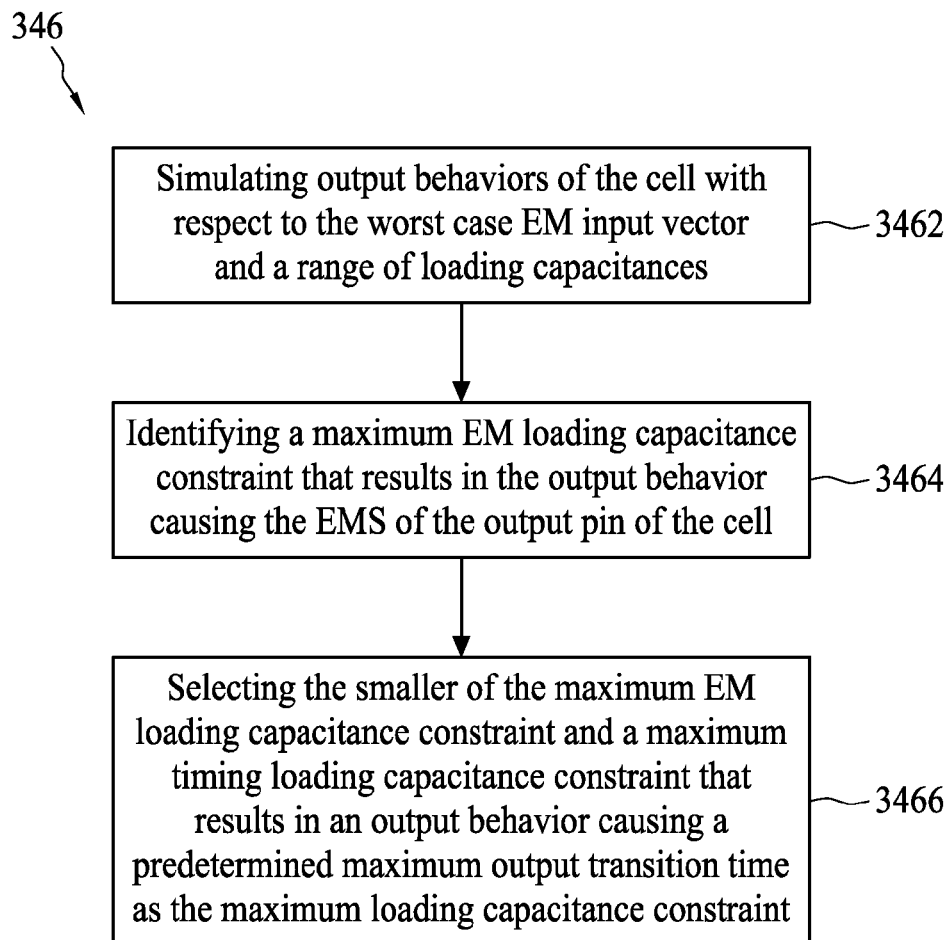 346
Simulating output behaviors of the cell with
respect to the worst case EM input vector
and a range of loading capacitances
3462
Identifying a maximum EM loading capacitance
constraint that results in the output behavior
causing the EMS of the output pin of the cell
3464
Selecting the smaller of the maximum EM
loading capacitance constraint and a maximum
timing loading capacitance constraint that
results in an output behavior causing a
predetermined maximum output transition time
as the maximum loading capacitance constraint
3466